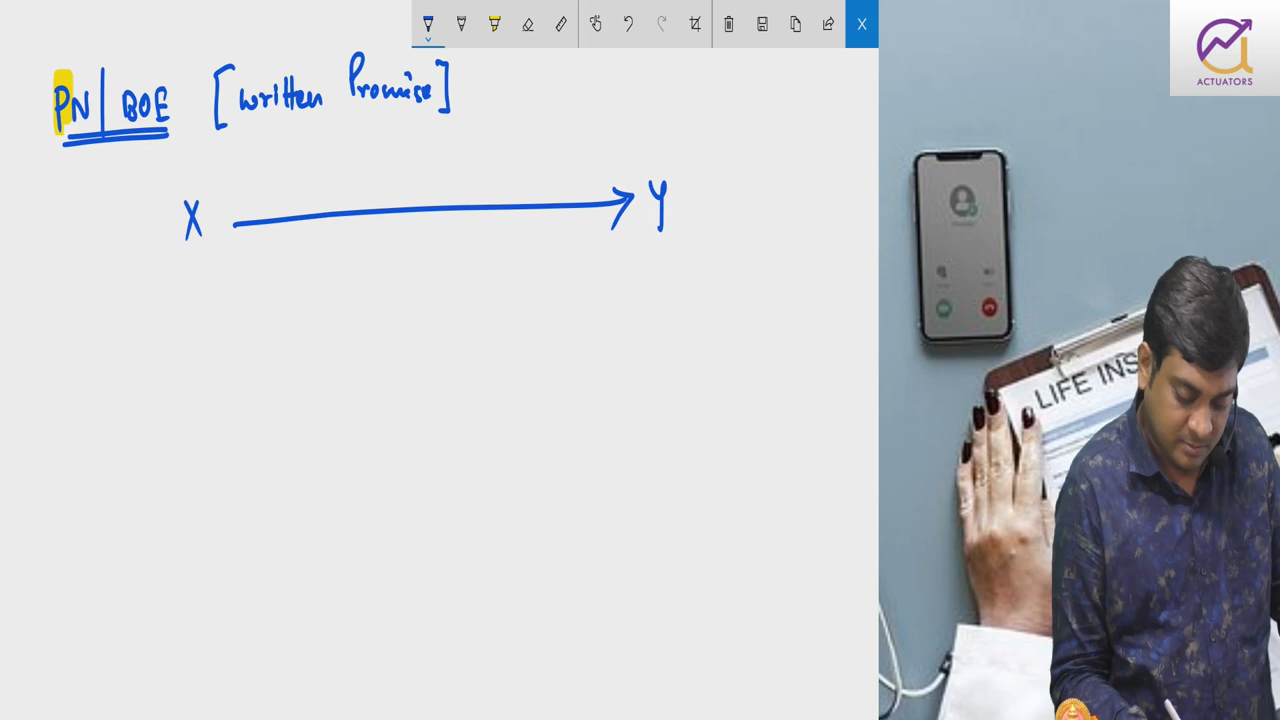 PN | BOE [written Promise]
X → Y
X
ACTUATORS
LIFE INS